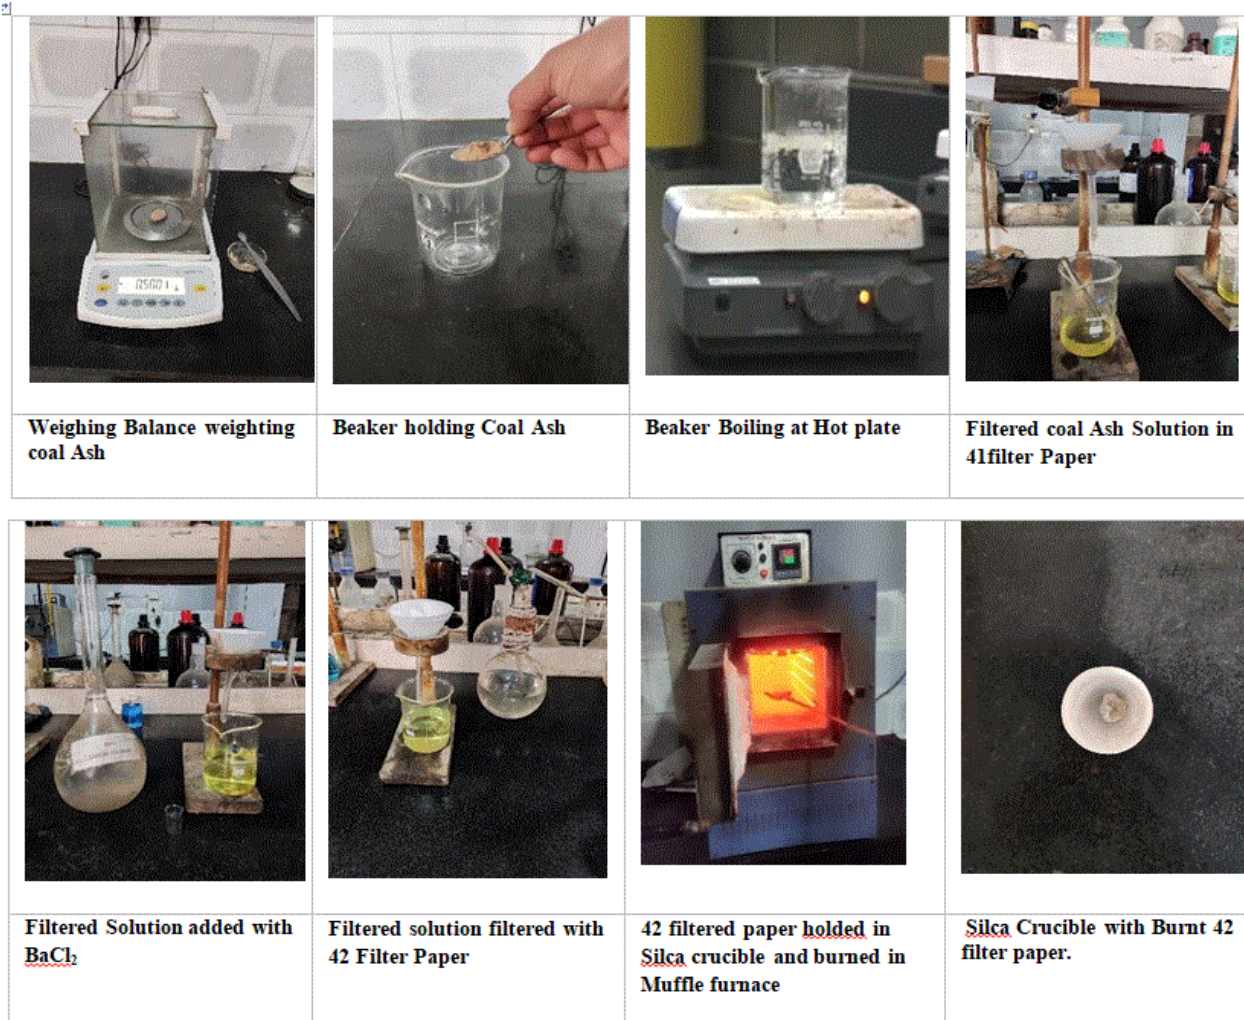 0.5001
Weighing Balance weighting
coal Ash
Beaker holding Coal Ash
Beaker Boiling at Hot plate
Filtered coal Ash Solution in
41filter Paper
Filtered Solution added with
BaCl₂
Filtered solution filtered with
42 Filter Paper
42 filtered paper holded in
Silca crucible and burned in
Muffle furnace
Silca Crucible with Burnt 42
filter paper.